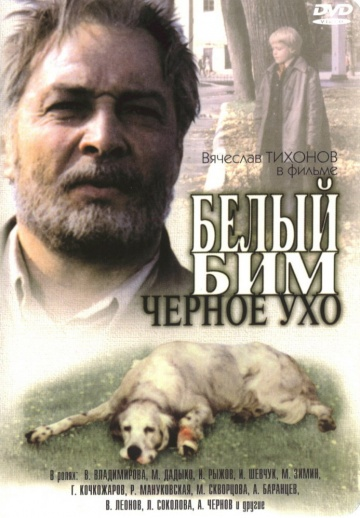 DVD
Вячеслав ТИХОНОВ
в фильме
БЕЛЫЙ
БИМ
ЧЕРНОЕ УХО
В ролях: В. ВЛАДИМИРОВА, М. ДАДЫКО, И. РЫЖОВ, И. ШЕВЧУК, М. ЗИМИН,
Г. КОЧКОЖАРОВ, Р. МАНУКОВСКАЯ, М. СКВОРЦОВА, А. БАРАНЦЕВ,
В. ЛЕОНОВ, Л. СОКОЛОВА, А. ЧЕРНОВ и другие